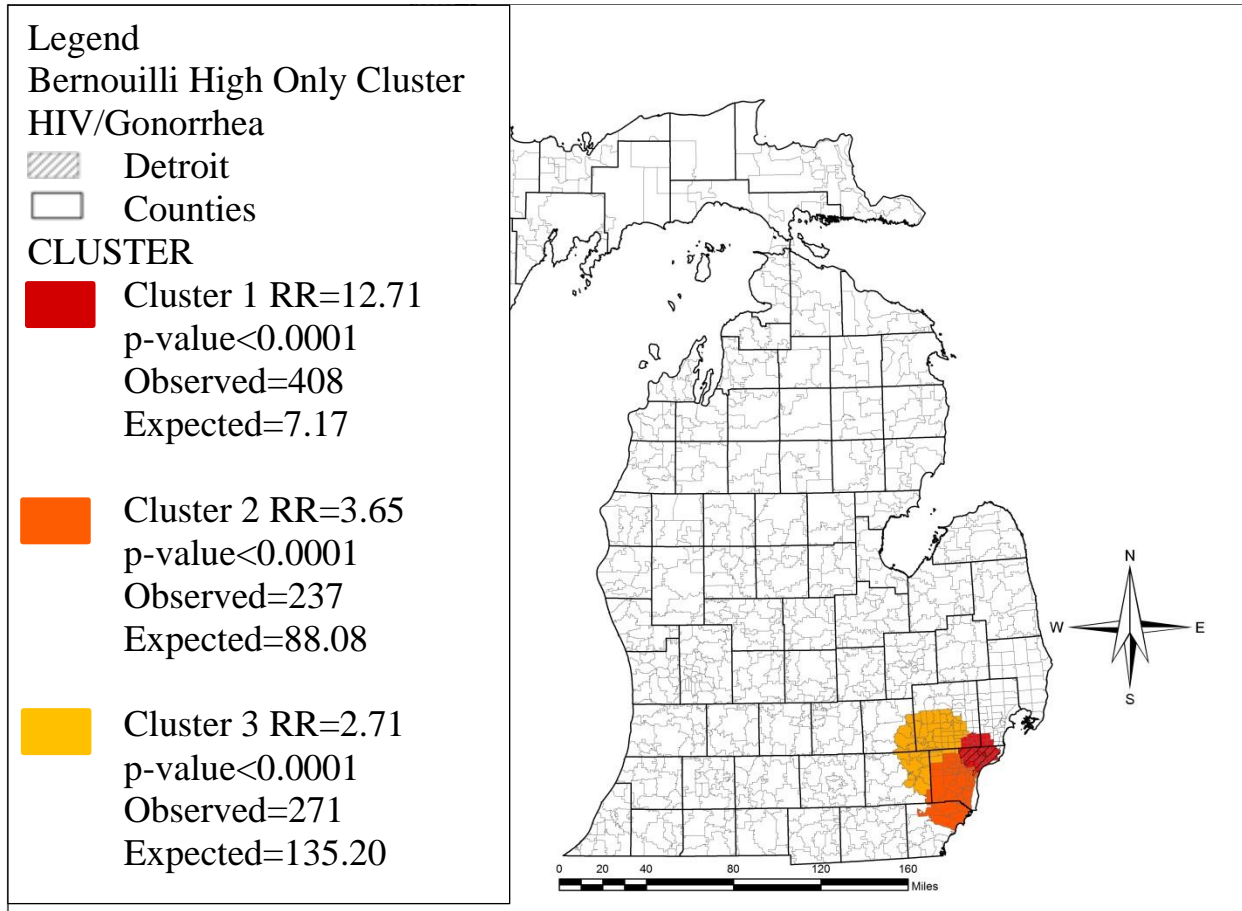 Legend
Bernouilli High Only Cluster
HIV/Gonorrhea
Detroit
Counties
CLUSTER
Cluster 1 RR=12.71
p-value<0.0001
Observed=408
Expected=7.17
Cluster 2 RR=3.65
p-value<0.0001
Observed=237
Expected=88.08
Cluster 3 RR=2.71
p-value<0.0001
Observed=271
Expected=135.20
N
W E
S
0 20 40 80 120 160
Miles